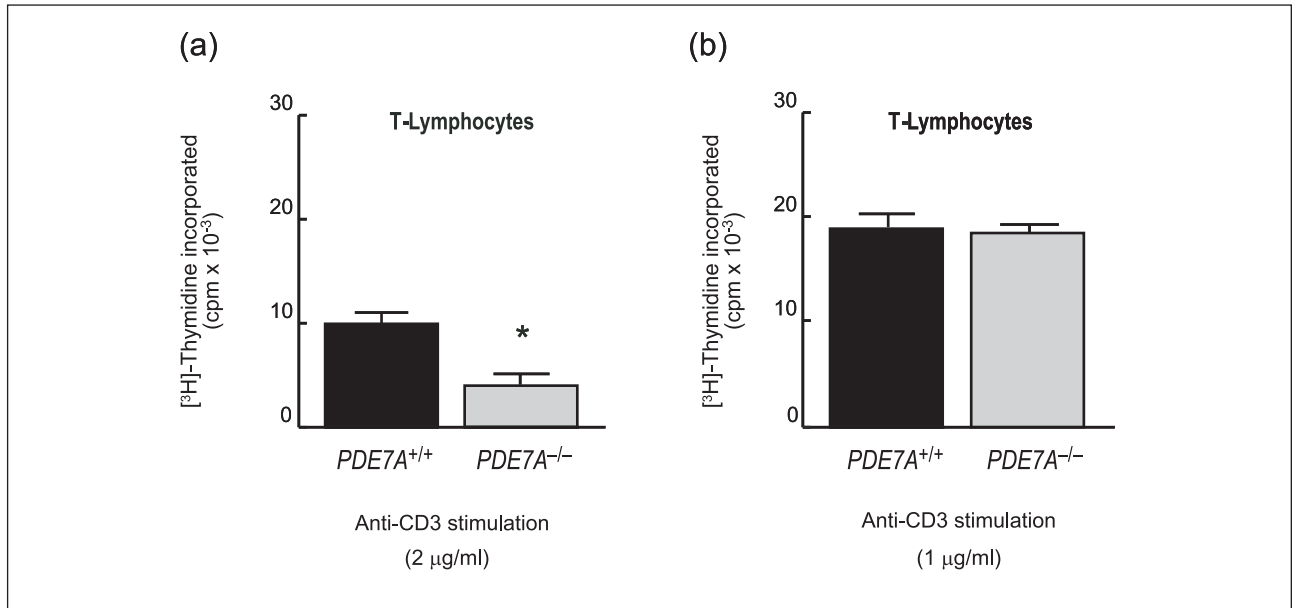 (a)
T-Lymphocytes
[³H]-Thymidine incorporated
(cpm x 10⁻³)
30
20
10
0
*
PDE7A⁺/⁺ PDE7A⁻/⁻
Anti-CD3 stimulation
(2 μg/ml)
(b)
T-Lymphocytes
[³H]-Thymidine incorporated
(cpm x 10⁻³)
30
20
10
0
PDE7A⁺/⁺ PDE7A⁻/⁻
Anti-CD3 stimulation
(1 μg/ml)